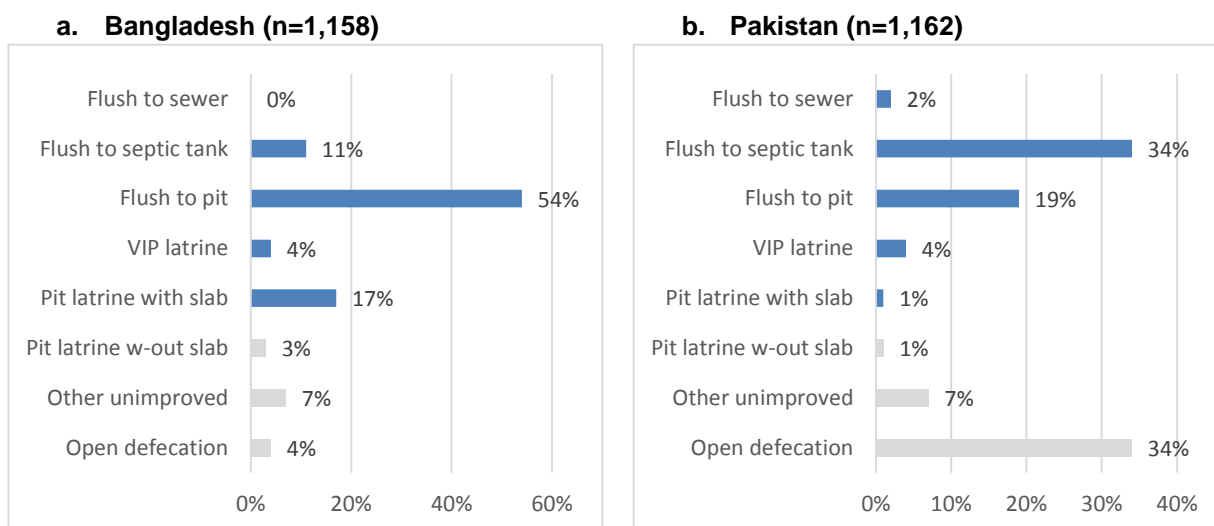 a. Bangladesh (n=1,158)
Flush to sewer 0%
Flush to septic tank 11%
Flush to pit 54%
VIP latrine 4%
Pit latrine with slab 17%
Pit latrine w-out slab 3%
Other unimproved 7%
Open defecation 4%
0% 20% 40% 60%
b. Pakistan (n=1,162)
Flush to sewer 2%
Flush to septic tank 34%
Flush to pit 19%
VIP latrine 4%
Pit latrine with slab 1%
Pit latrine w-out slab 1%
Other unimproved 7%
Open defecation 34%
0% 10% 20% 30% 40%